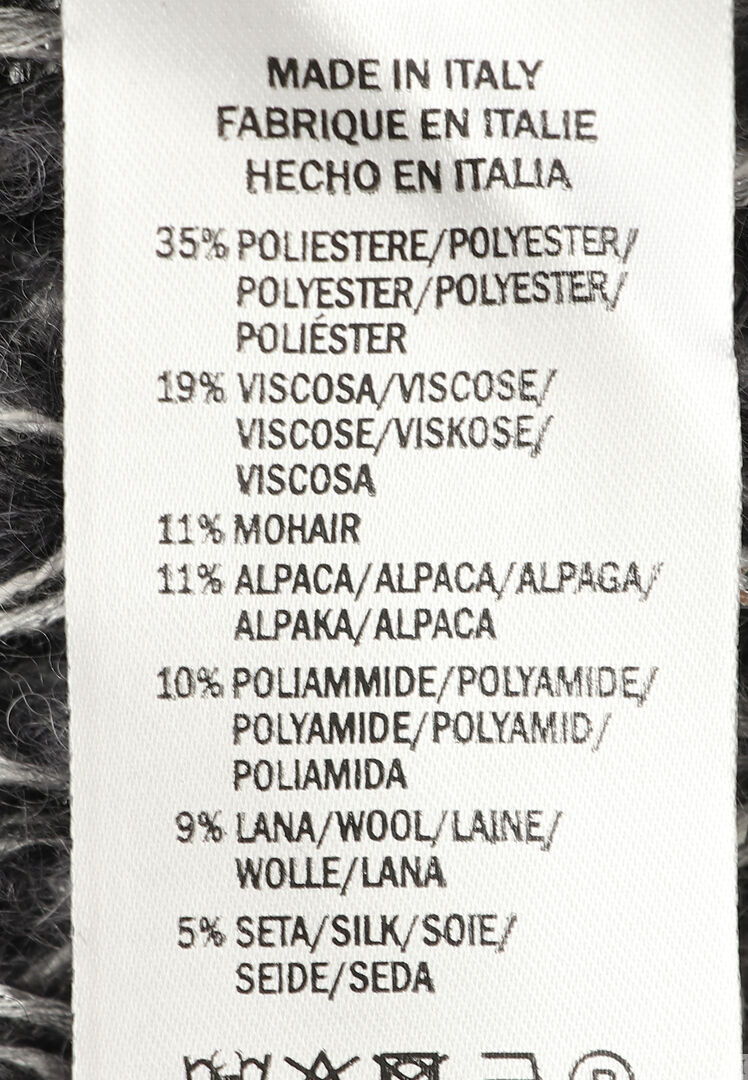 MADE IN ITALY
FABRIQUE EN ITALIE
HECHO EN ITALIA
35% POLIESTERE/POLYESTER/
POLYESTER/POLYESTER/
POLIÉSTER
19% VISCOSA/VISCOSE/
VISCOSE/VISKOSE/
VISCOSA
11% MOHAIR
11% ALPACA/ALPACA/ALPAGA/
ALPAKA/ALPACA
10% POLIAMMIDE/POLYAMIDE/
POLYAMIDE/POLYAMID/
POLIAMIDA
9% LANA/WOOL/LAINE/
WOLLE/LANA
5% SETA/SILK/SOIE/
SEIDE/SEDA